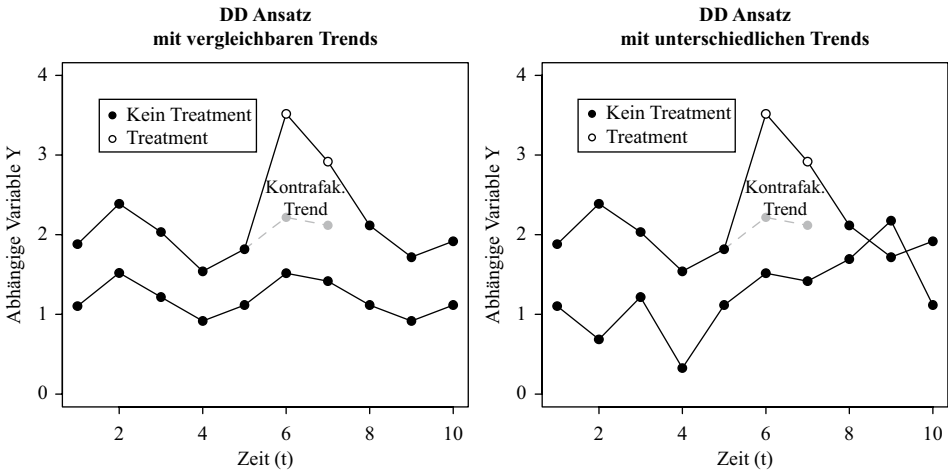 DD Ansatz
mit vergleichbaren Trends
Abhängige Variable Y
4
3
2
1
0
Kein Treatment
Treatment
Kontrafak.
Trend
2
4
6
8
10
Zeit (t)
DD Ansatz
mit unterschiedlichen Trends
Abhängige Variable Y
4
3
2
1
0
Kein Treatment
Treatment
Kontrafak.
Trend
2
4
6
8
10
Zeit (t)